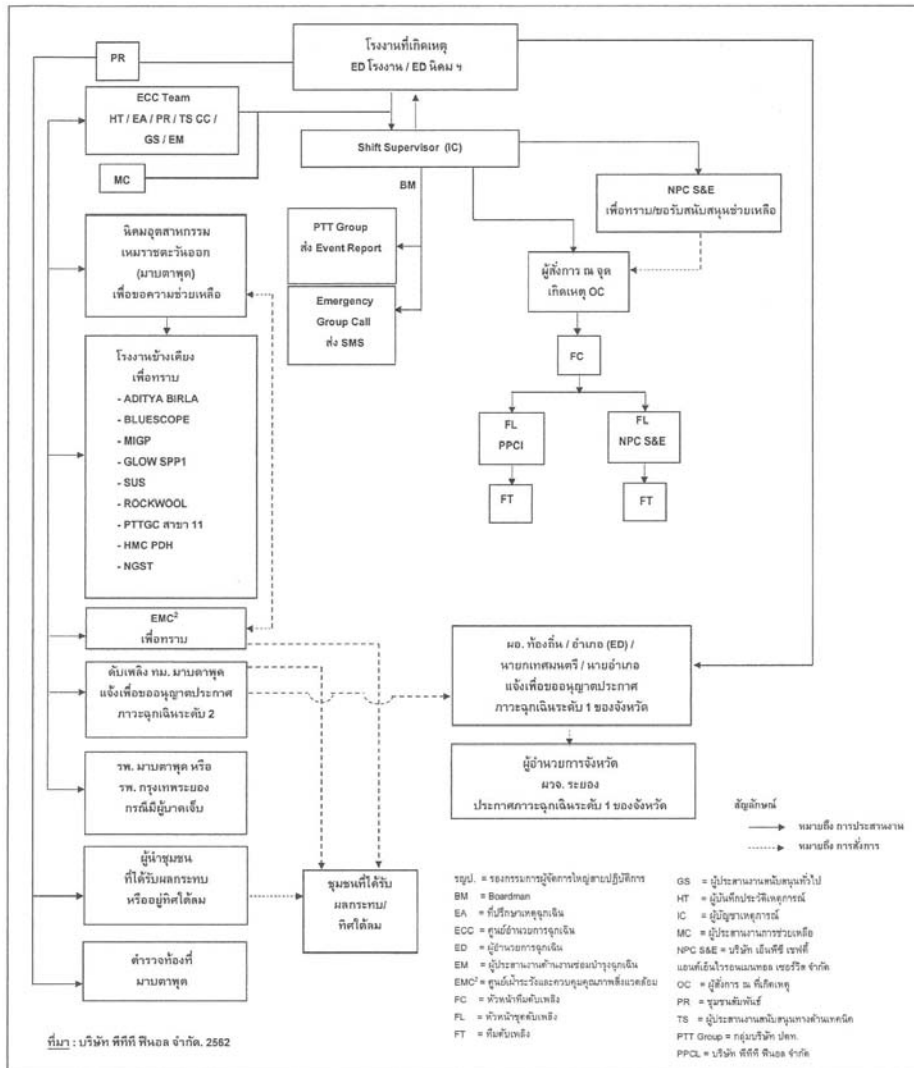 PR
โรงงานที่เกิดเหตุ
ED โรงงาน / ED นิคม ฯ
ECC Team
HT / EA / PR / TS CC /
GS / EM
MC
Shift Supervisor (IC)
BM
NPC S&E
เพื่อทราบ/ขอรับสนับสนุนช่วยเหลือ
PTT Group
ส่ง Event Report
Emergency
Group Call
ส่ง SMS
ผู้สั่งการ ณ จุด
เกิดเหตุ OC
FC
FL
PPCI
FL
NPC S&E
FT
FT
นิคมอุตสาหกรรม
เหมราชตะวันออก
(มาบตาพุด)
เพื่อขอความช่วยเหลือ
โรงงานข้างเคียง
เพื่อทราบ
- ADITYA BIRLA
- BLUESCOPE
- MIGP
- GLOW SPP1
- SUS
- ROCKWOOL
- PTTGC สาขา 11
- HMC PDH
- NGST
EMC²
เพื่อทราบ
ดับเพลิง ทม. มาบตาพุด
แจ้งเพื่อขออนุญาตประกาศ
ภาวะฉุกเฉินระดับ 2
รพ. มาบตาพุด หรือ
รพ. กรุงเทพระยอง
กรณีมีผู้บาดเจ็บ
ผู้นำชุมชน
ที่ได้รับผลกระทบ
หรืออยู่ทิศใต้ลม
ตำรวจท้องที่
มาบตาพุด
ชุมชนที่ได้รับ
ผลกระทบ/
ทิศใต้ลม
ผอ. ท้องถิ่น / อำเภอ (ED) /
นายกเทศมนตรี / นายอำเภอ
แจ้งเพื่อขออนุญาตประกาศ
ภาวะฉุกเฉินระดับ 1 ของจังหวัด
ผู้อำนวยการจังหวัด
ผวจ. ระยอง
ประกาศภาวะฉุกเฉินระดับ 1 ของจังหวัด
สัญลักษณ์
หมายถึง การประสานงาน
หมายถึง การสั่งการ
รญป. = รองกรรมการผู้จัดการใหญ่สายปฏิบัติการ
BM = Boardman
EA = ที่ปรึกษาเหตุฉุกเฉิน
ECC = ศูนย์อำนวยการฉุกเฉิน
ED = ผู้อำนวยการฉุกเฉิน
EM = ผู้ประสานงานด้านงานซ่อมบำรุงฉุกเฉิน
EMC² = ศูนย์เฝ้าระวังและควบคุมคุณภาพสิ่งแวดล้อม
FC = หัวหน้าทีมดับเพลิง
FL = หัวหน้าชุดดับเพลิง
FT = ทีมดับเพลิง
GS = ผู้ประสานงานสนับสนุนทั่วไป
HT = ผู้บันทึกประวัติเหตุการณ์
IC = ผู้บัญชาเหตุการณ์
MC = ผู้ประสานงานการช่วยเหลือ
NPC S&E = บริษัท เอ็นพีซี เซฟตี้
แอนด์เอ็นไวรอนเมนทอล เซอร์วิส จำกัด
OC = ผู้สั่งการ ณ ที่เกิดเหตุ
PR = ชุมชนสัมพันธ์
TS = ผู้ประสานงานสนับสนุนทางด้านเทคนิค
PTT Group = กลุ่มบริษัท ปตท.
PPCL = บริษัท พีทีที ฟีนอล จำกัด
ที่มา : บริษัท พีทีที ฟีนอล จำกัด, 2562